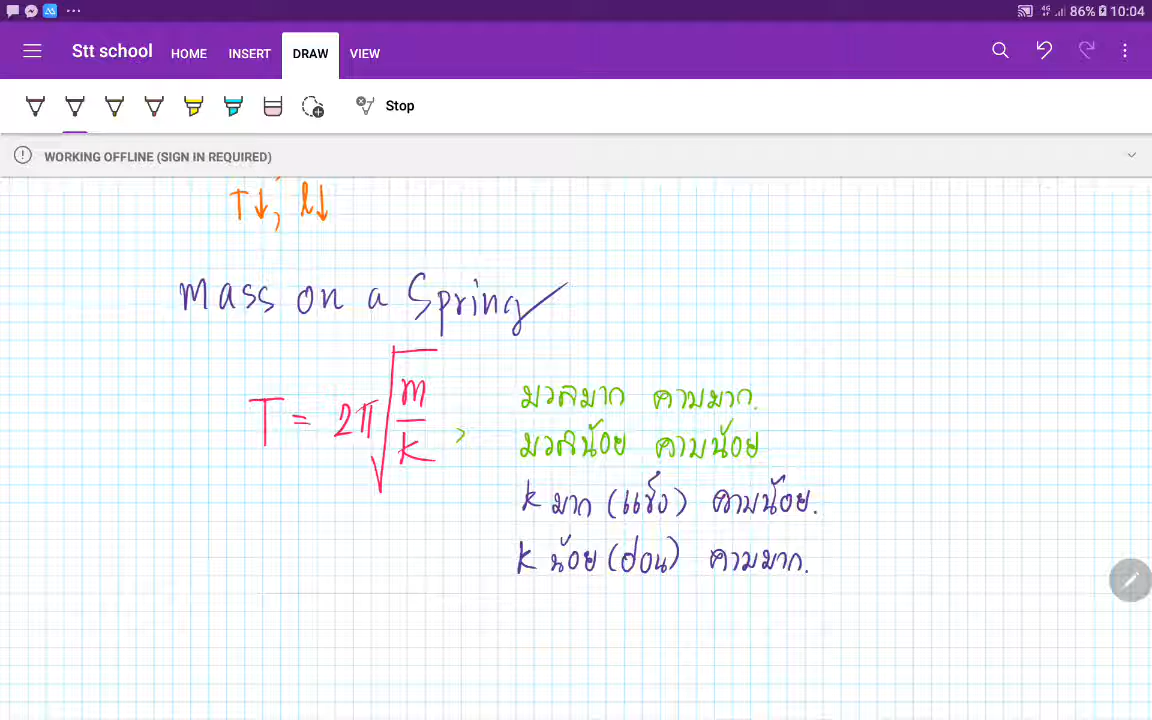 86% 10:04
Stt school HOME INSERT DRAW VIEW
Stop
WORKING OFFLINE (SIGN IN REQUIRED)
T↓, l↓
Mass on a Spring
T = 2π√(m/k) , มวลมาก คาบมาก.
มวลน้อย คาบน้อย
k มาก (แข็ง) คาบน้อย.
k น้อย (อ่อน) คาบมาก.